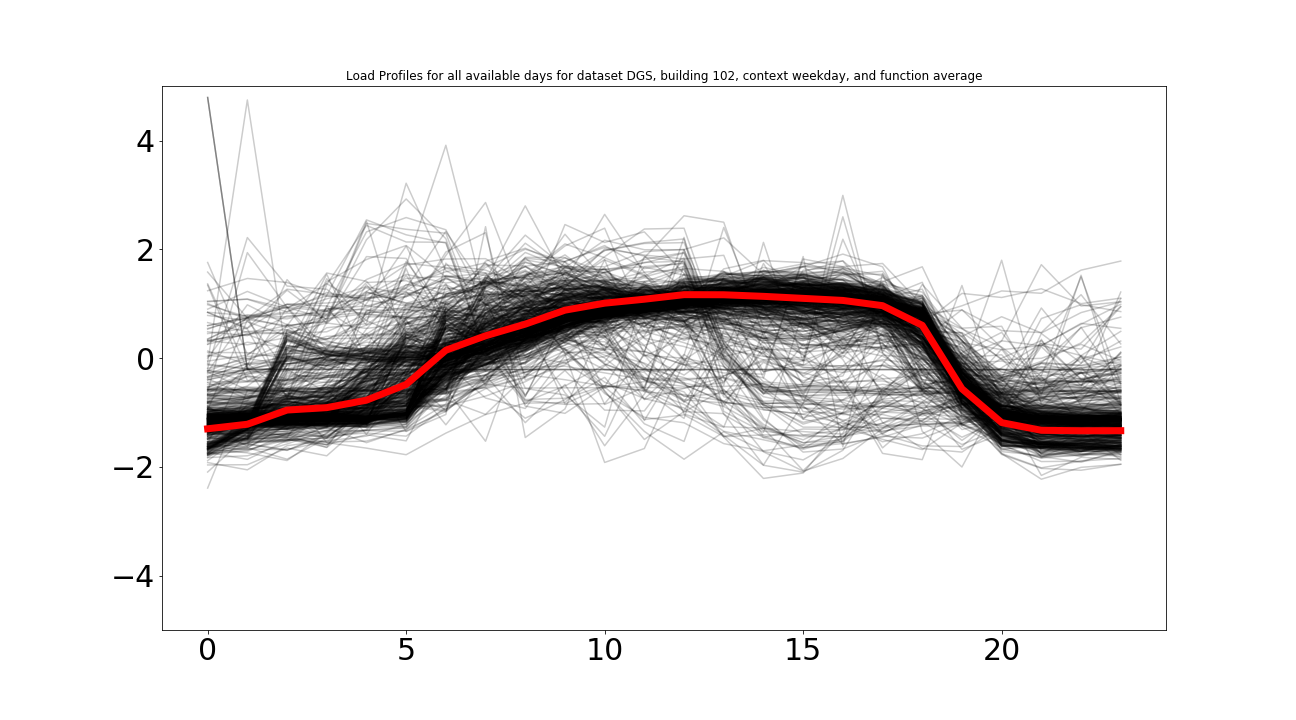 Load Profiles for all available days for dataset DGS, building 102, context weekday, and function average
4
2
0
−2
−4
0 5 10 15 20